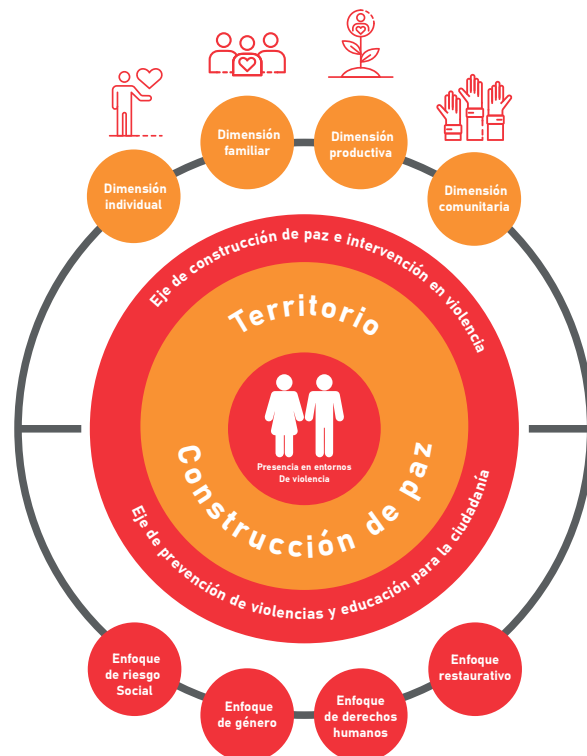 Dimensión
individual
Dimensión
familiar
Dimensión
productiva
Dimensión
comunitaria
Eje de construcción de paz e intervención en violencia
Territorio
Presencia en entornos
De violencia
Construcción de paz
Eje de prevención de violencias y educación para la ciudadanía
Enfoque
de riesgo
Social
Enfoque
de género
Enfoque
de derechos
humanos
Enfoque
restaurativo